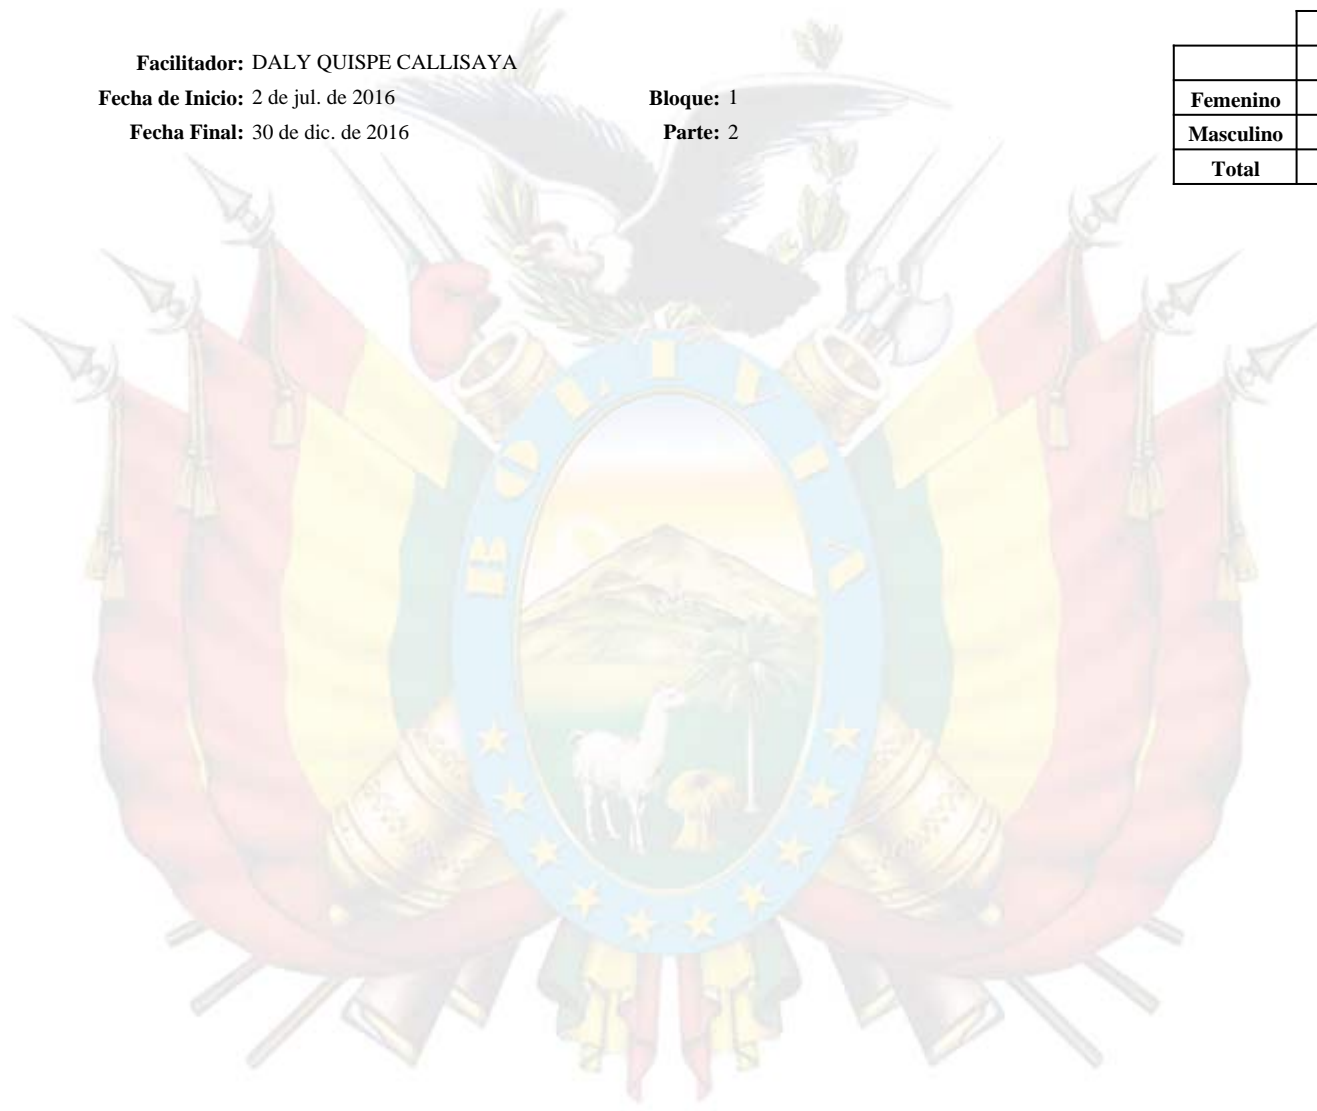 Facilitador: DALY QUISPE CALLISAYA
Fecha de Inicio: 2 de jul. de 2016 Bloque: 1
Fecha Final: 30 de dic. de 2016 Parte: 2
Femenino
Masculino
Total
BOLIVIA